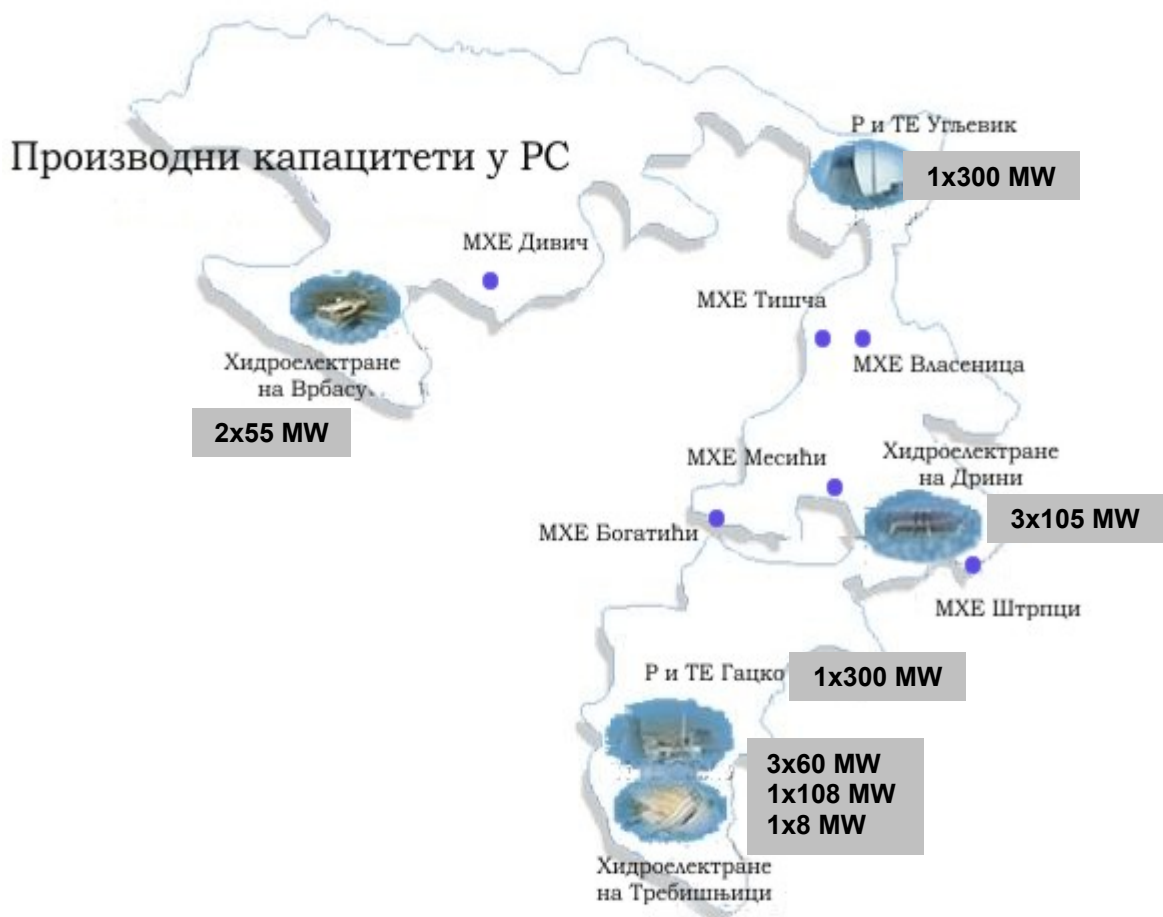 Р и ТЕ Угљевик
Производни капацитети у РС
1x300 MW
МХЕ Дивич
МХЕ Тишча
Хидроелектране
на Врбасу
МХЕ Власеница
2x55 MW
МХЕ Месићи
Хидроелектране
на Дрини
3x105 MW
МХЕ Богатићи
МХЕ Штрпци
Р и ТЕ Гацко
1x300 MW
3x60 MW
1x108 MW
1x8 MW
Хидроелектране
на Требишњици